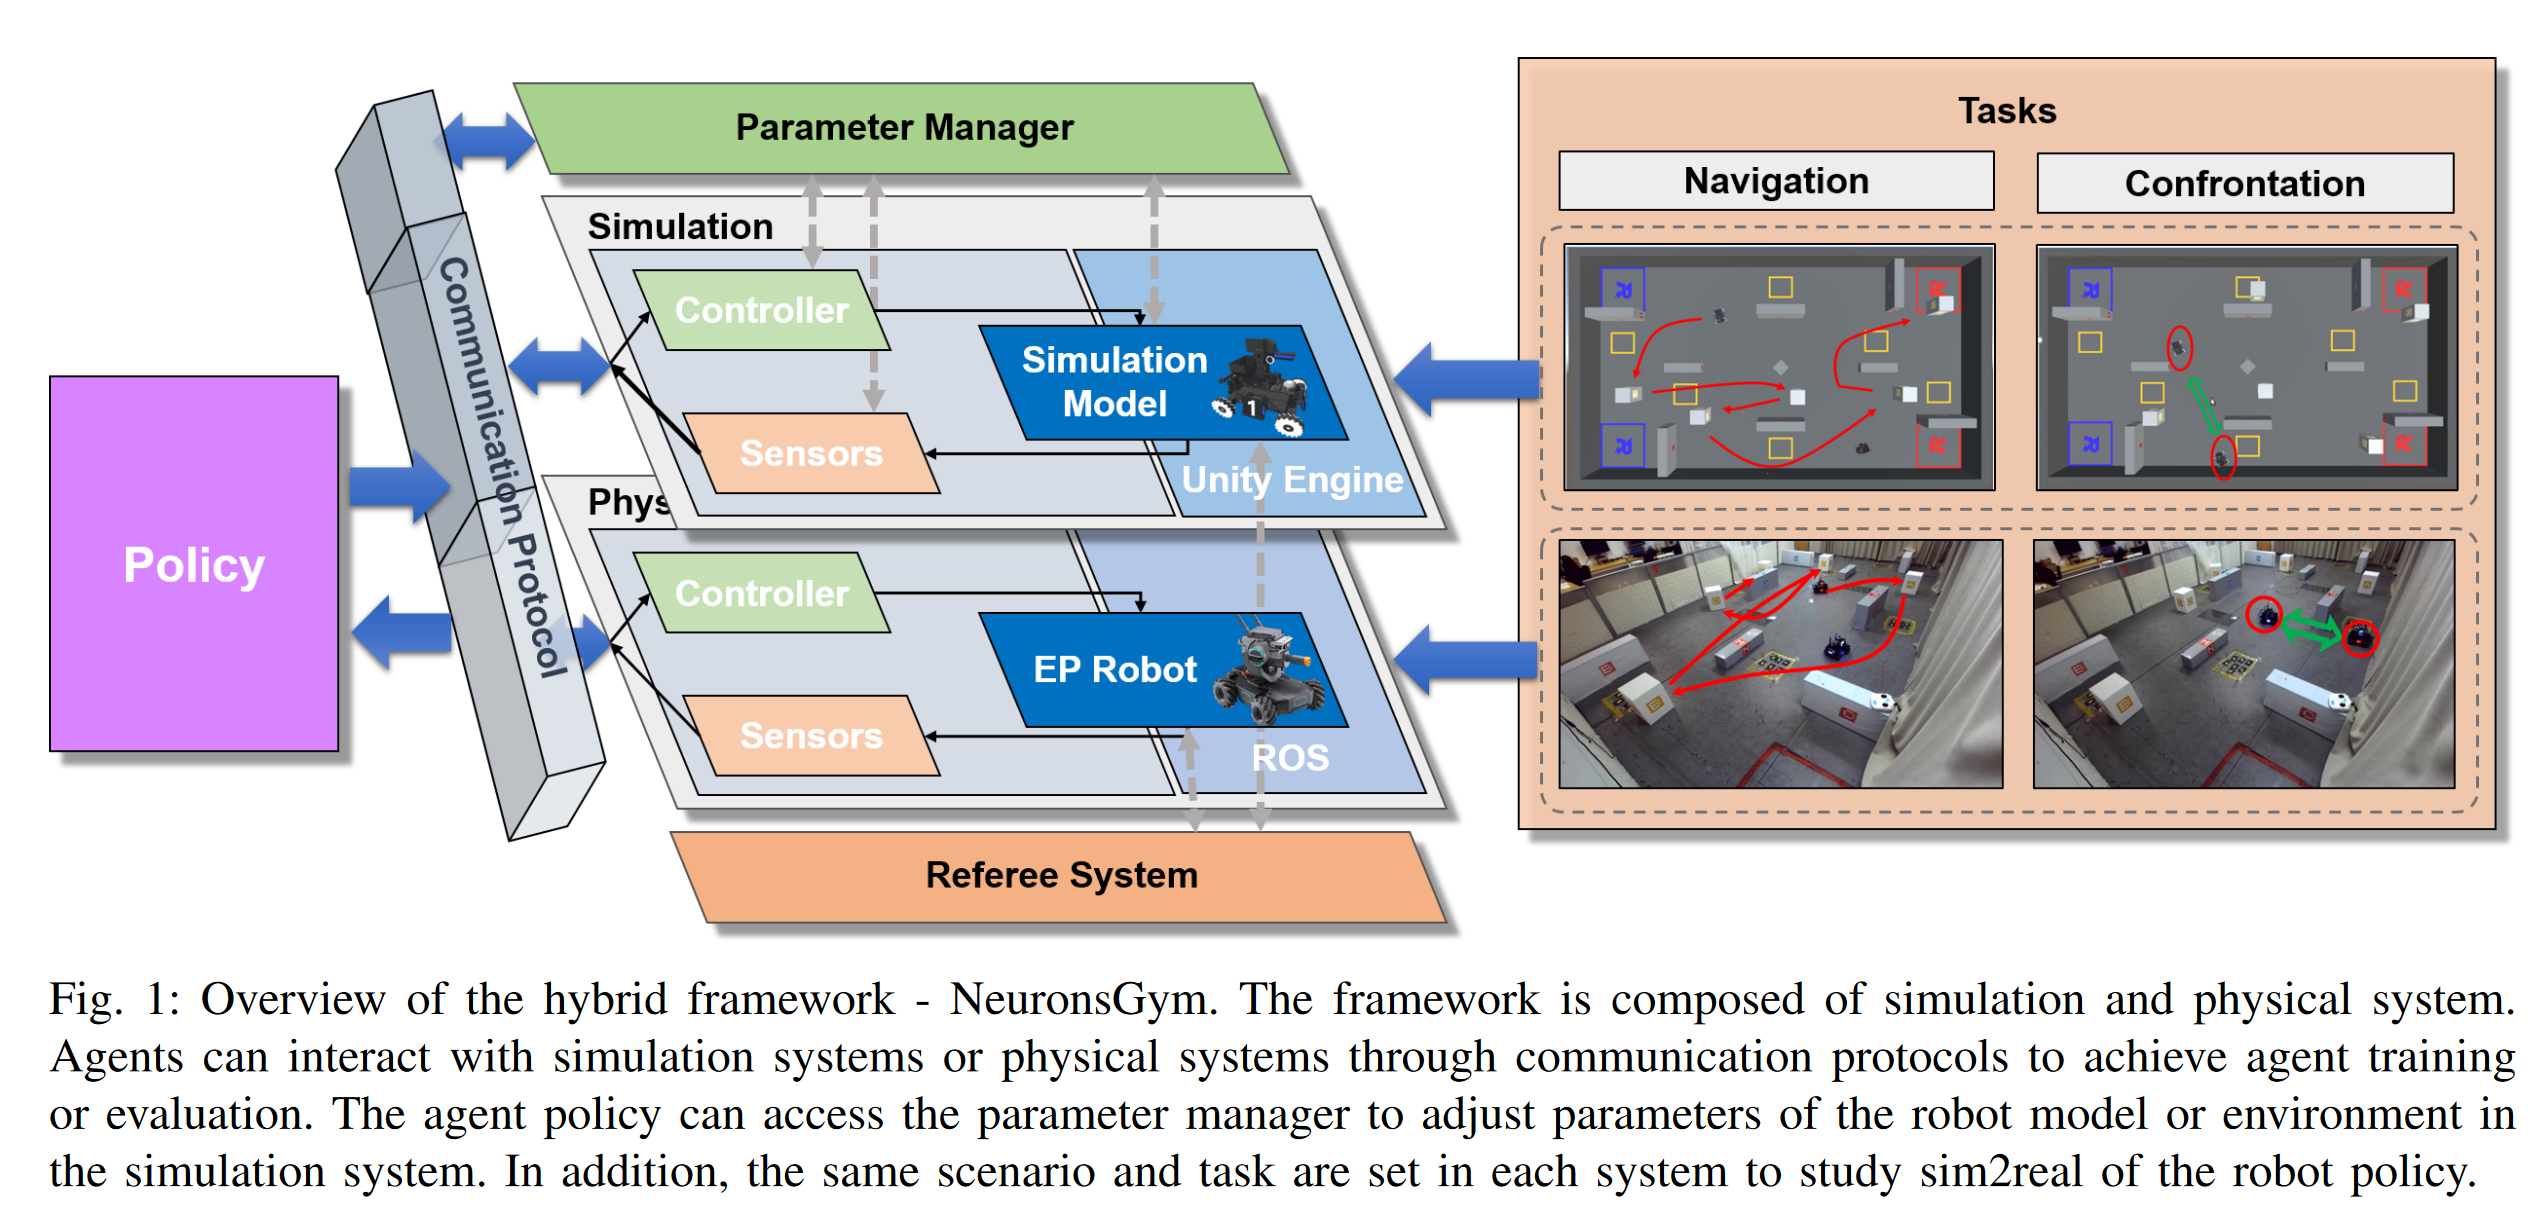 Parameter Manager
Tasks
Navigation
Confrontation
Simulation
Controller
Simulation
Model
1
Sensors
Unity Engine
Communication Protocol
Policy
Phys
Controller
EP Robot
Sensors
ROS
Referee System
Fig. 1: Overview of the hybrid framework - NeuronsGym. The framework is composed of simulation and physical system.
Agents can interact with simulation systems or physical systems through communication protocols to achieve agent training
or evaluation. The agent policy can access the parameter manager to adjust parameters of the robot model or environment in
the simulation system. In addition, the same scenario and task are set in each system to study sim2real of the robot policy.